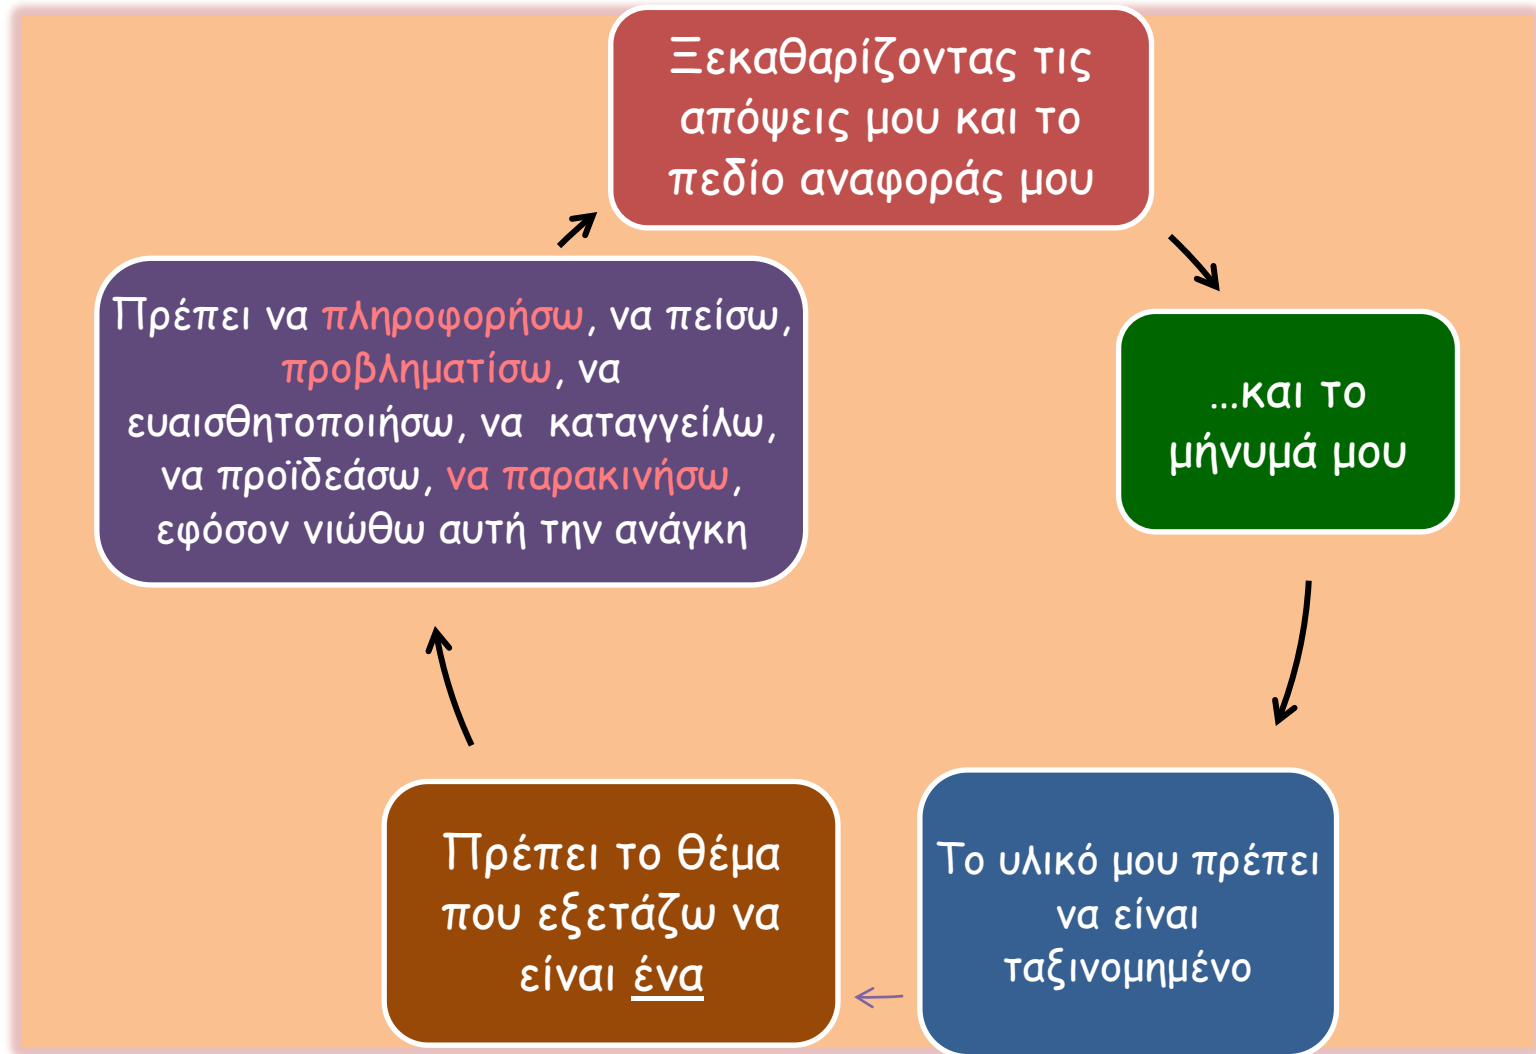 Ξεκαθαρίζοντας τις
απόψεις μου και το
πεδίο αναφοράς μου
...και το
μήνυμά μου
Το υλικό μου πρέπει
να είναι
ταξινομημένο
Πρέπει το θέμα
που εξετάζω να
είναι ένα
Πρέπει να πληροφορήσω, να πείσω,
προβληματίσω, να
ευαισθητοποιήσω, να καταγγείλω,
να προϊδεάσω, να παρακινήσω,
εφόσον νιώθω αυτή την ανάγκη